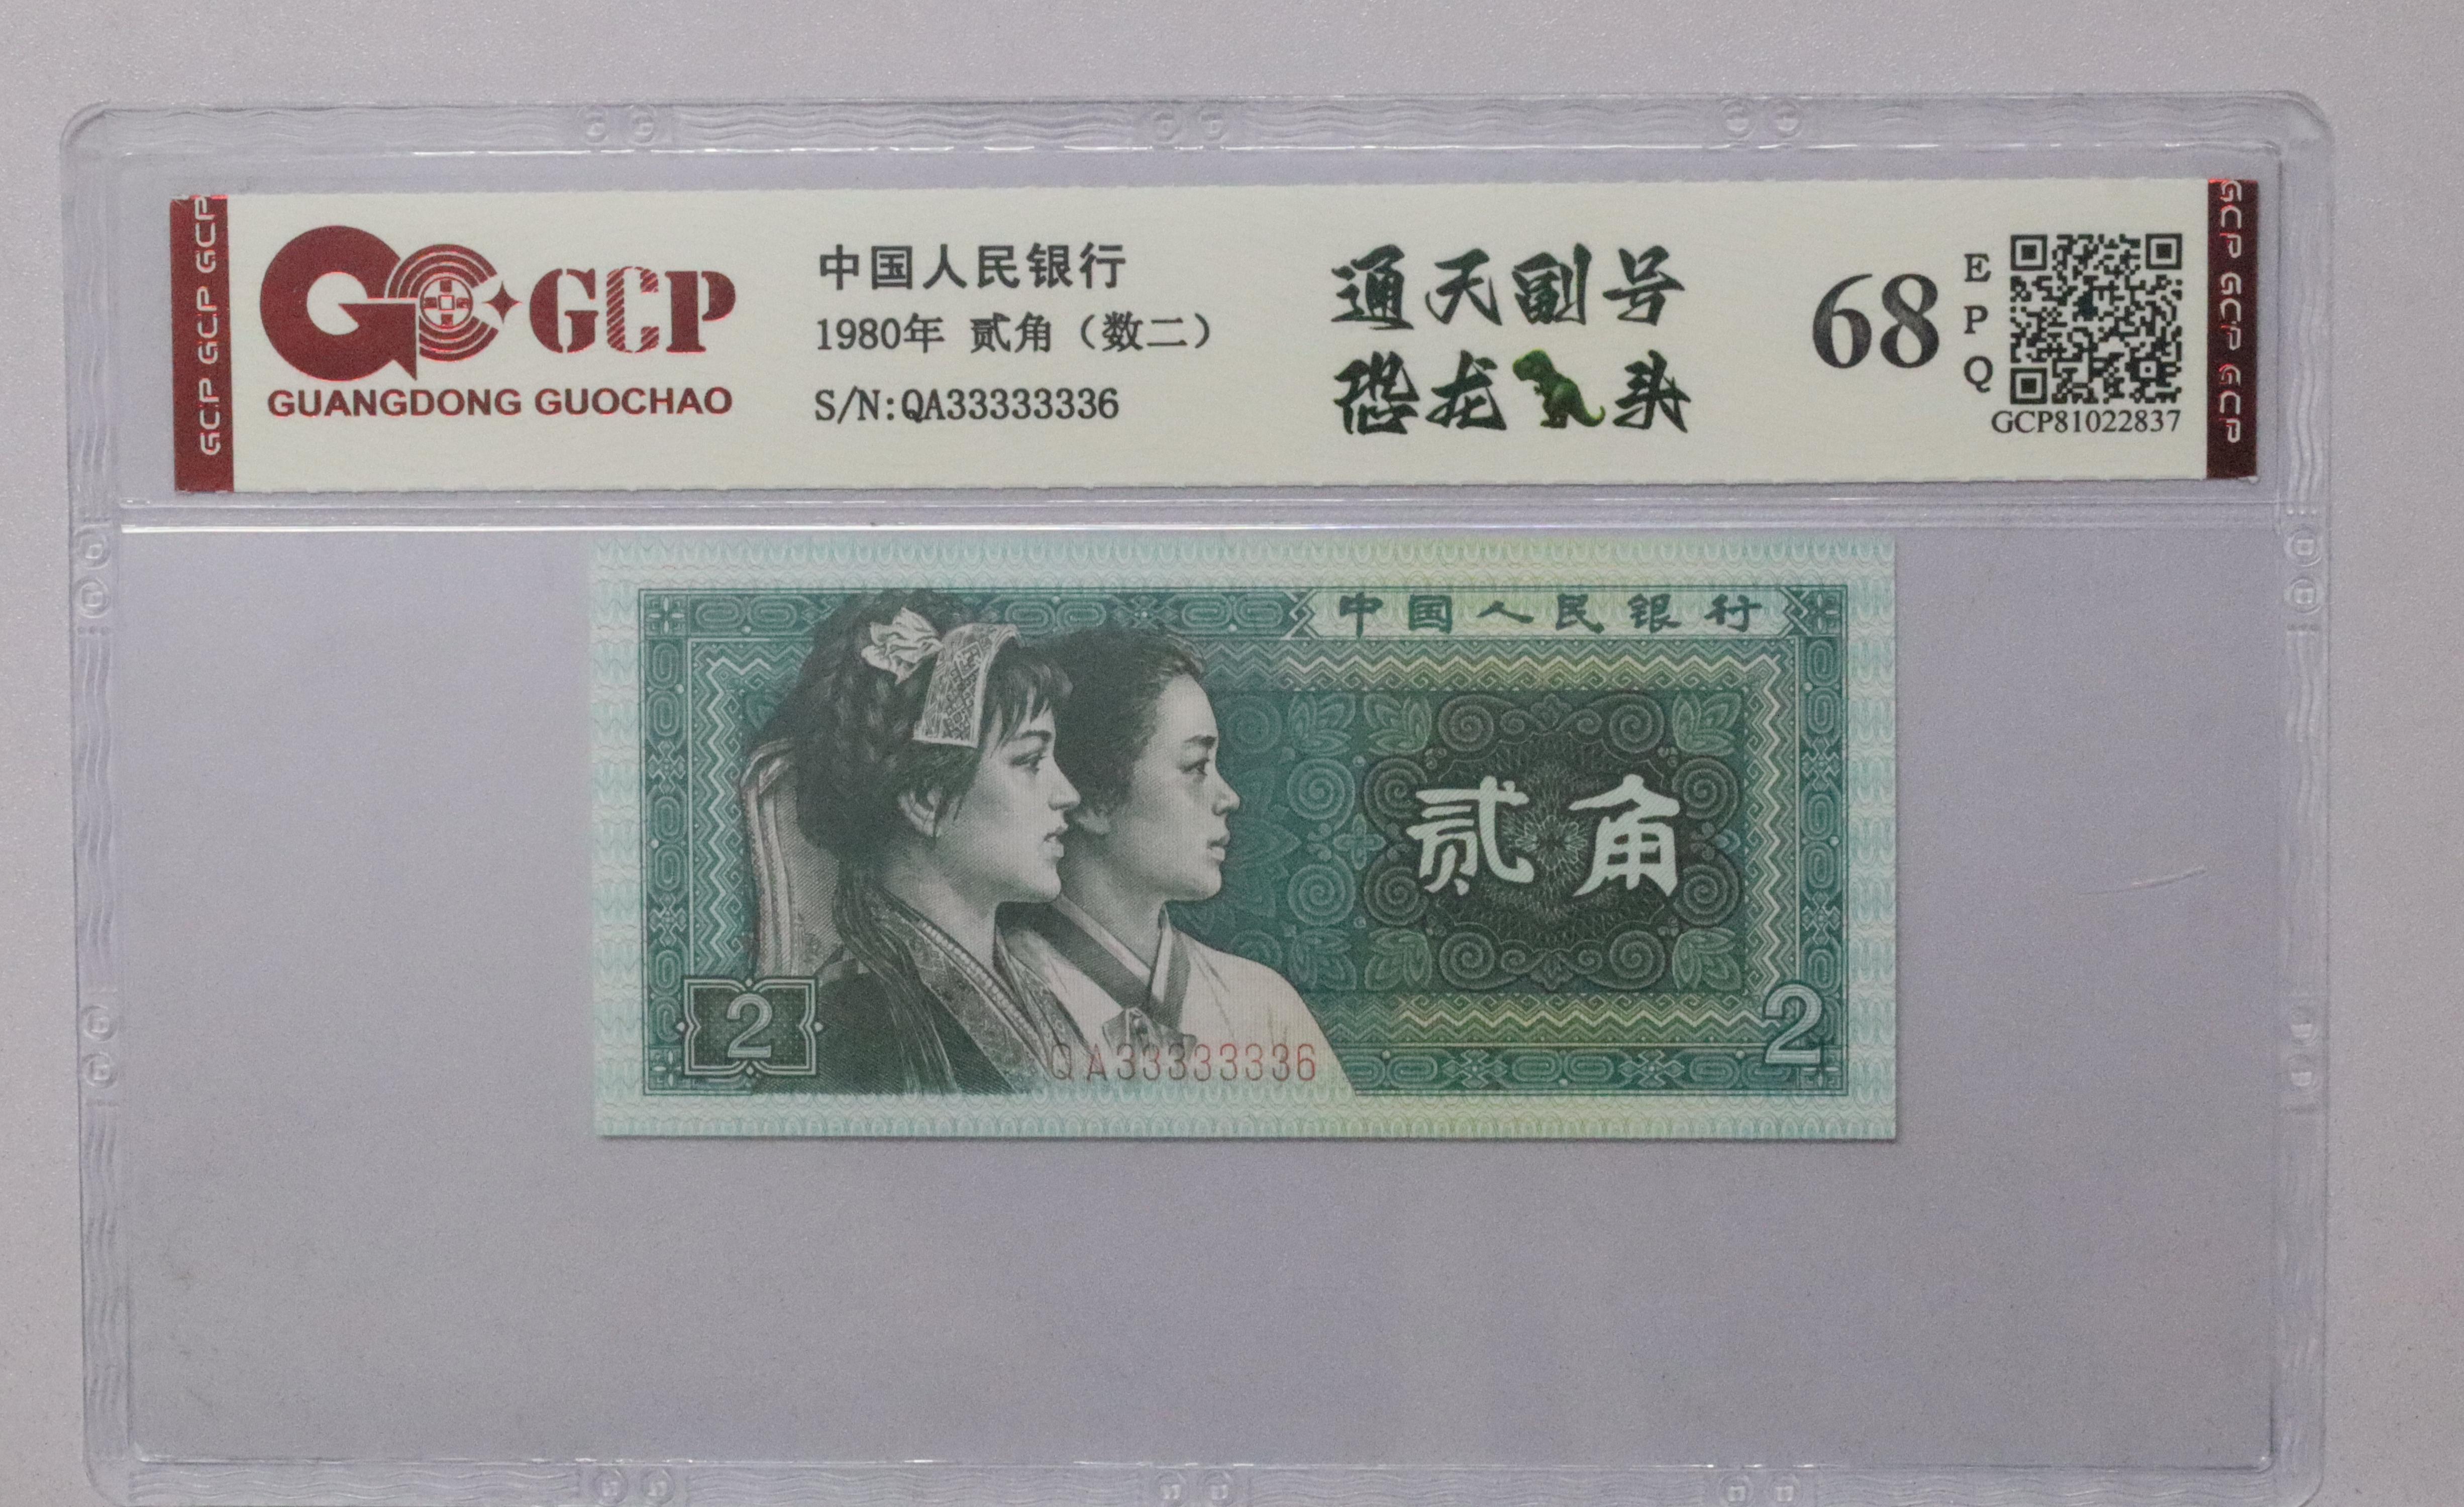 GCP GCP GCP
GCP
GUANGDONG GUOCHAO
中国人民银行
1980年 贰角（数二）
S/N:QA33333336
通天副号
恐龙头
68
E
P
Q
GCP81022837
GCP GCP GCP
中国人民银行
贰角
2
2
QA33333336